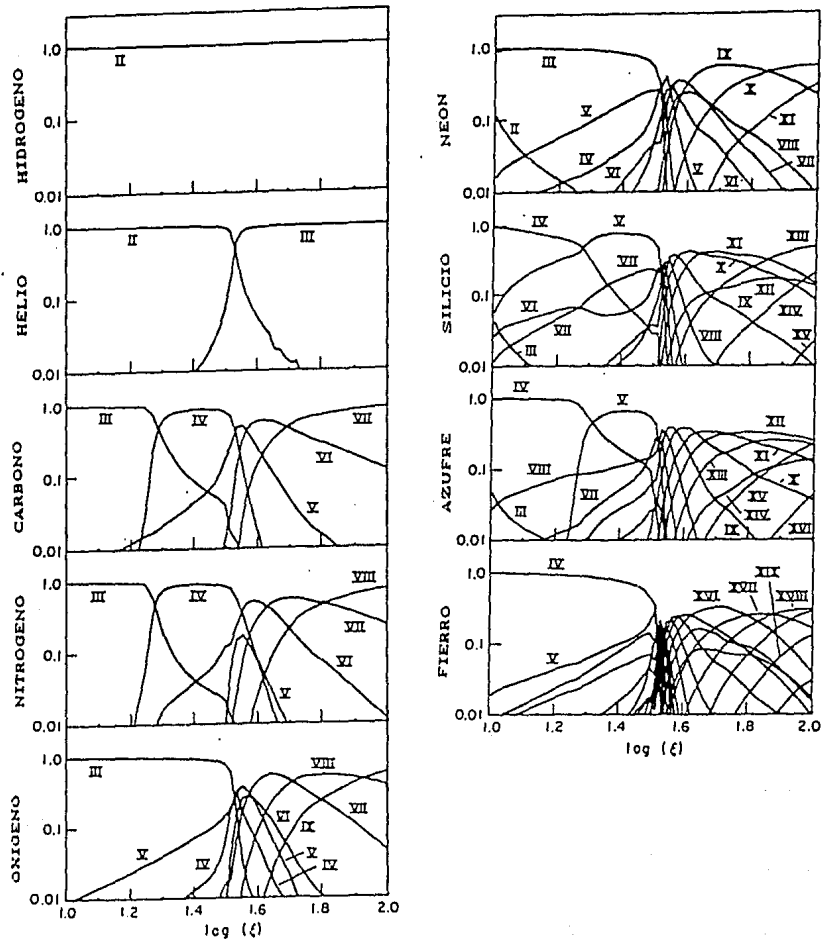 HIDROGENO
1.0
0.1
0.01
II
HELIO
1.0
0.1
0.01
II
III
CARBONO
1.0
0.1
0.01
III
IV
VII
VI
V
NITROGENO
1.0
0.1
0.01
III
IV
VIII
VII
VI
V
OXIGENO
1.0
0.1
0.01
III
VIII
VII
VI
IX
V
V
IV
IV
1.0 1.2 1.4 1.6 1.8 2.0
log (ξ)
NEON
1.0
0.1
0.01
III
IX
X
V
II
XI
VIII
IV
VI
V
VI
VII
SILICIO
1.0
0.1
0.01
IV
V
XIII
XI
VII
X
XII
VI
IX
XIV
VII
VIII
XV
III
AZUFRE
1.0
0.1
0.01
IV
V
XII
XI
VIII
XIII
X
III
VII
XV
XIV
IX
XVI
FIERRO
1.0
0.1
0.01
IV
XIX
XVII
XVI
XVIII
V
1.0 1.2 1.4 1.6 1.8 2.0
log (ξ)